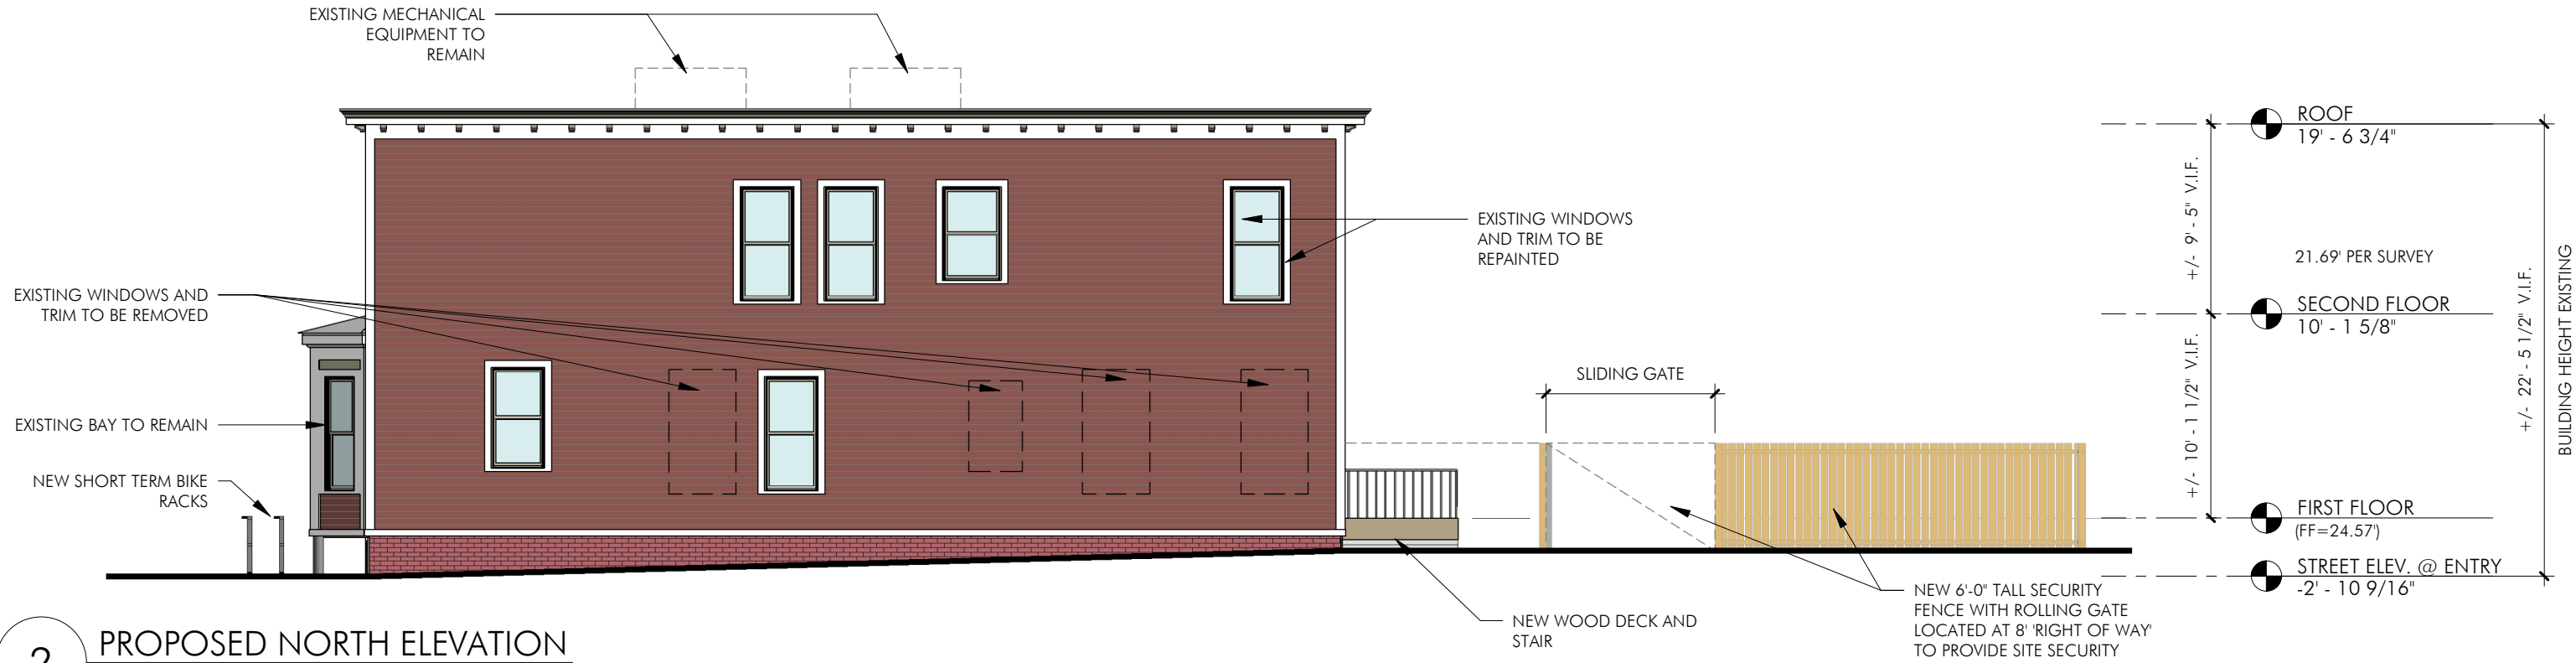 EXISTING MECHANICAL
EQUIPMENT TO
REMAIN
EXISTING WINDOWS AND
TRIM TO BE REMOVED
EXISTING BAY TO REMAIN
NEW SHORT TERM BIKE
RACKS
EXISTING WINDOWS
AND TRIM TO BE
REPAINTED
SLIDING GATE
NEW WOOD DECK AND
STAIR
NEW 6'-0" TALL SECURITY
FENCE WITH ROLLING GATE
LOCATED AT 8' 'RIGHT OF WAY'
TO PROVIDE SITE SECURITY
+/- 9' - 5" V.I.F.
+/- 10' - 1 1/2" V.I.F.
ROOF
19' - 6 3/4"
21.69' PER SURVEY
SECOND FLOOR
10' - 1 5/8"
FIRST FLOOR
(FF=24.57')
STREET ELEV. @ ENTRY
-2' - 10 9/16"
+/- 22' - 5 1/2" V.I.F.
BUILDING HEIGHT EXISTING
2
PROPOSED NORTH ELEVATION